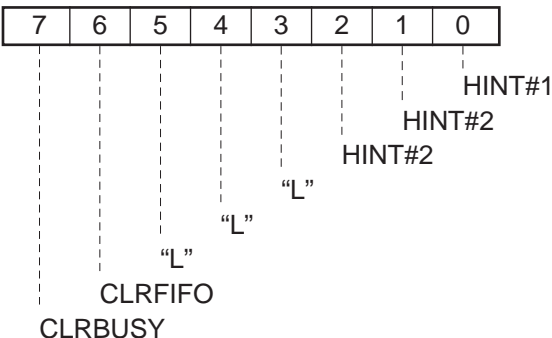 7 6 5 4 3 2 1 0
HINT#1
HINT#2
HINT#2
“L”
“L”
“L”
CLRFIFO
CLRBUSY